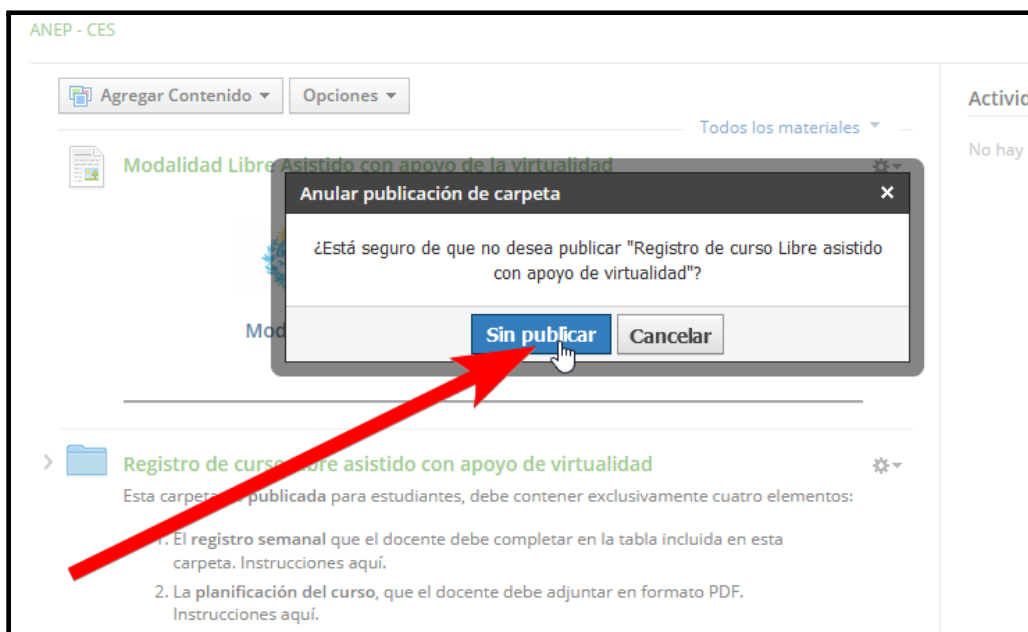 ANEP - CES
Agregar Contenido
Opciones
Activid
Todos los materiales
No hay
Modalidad Libre Asistido con apoyo de la virtualidad
Anular publicación de carpeta
¿Está seguro de que no desea publicar "Registro de curso Libre asistido
con apoyo de virtualidad"?
Mod
Sin publicar
Cancelar
Registro de curso Libre asistido con apoyo de virtualidad
Esta carpeta publicada para estudiantes, debe contener exclusivamente cuatro elementos:
1. El registro semanal que el docente debe completar en la tabla incluida en esta
carpeta. Instrucciones aquí.
2. La planificación del curso, que el docente debe adjuntar en formato PDF.
Instrucciones aquí.